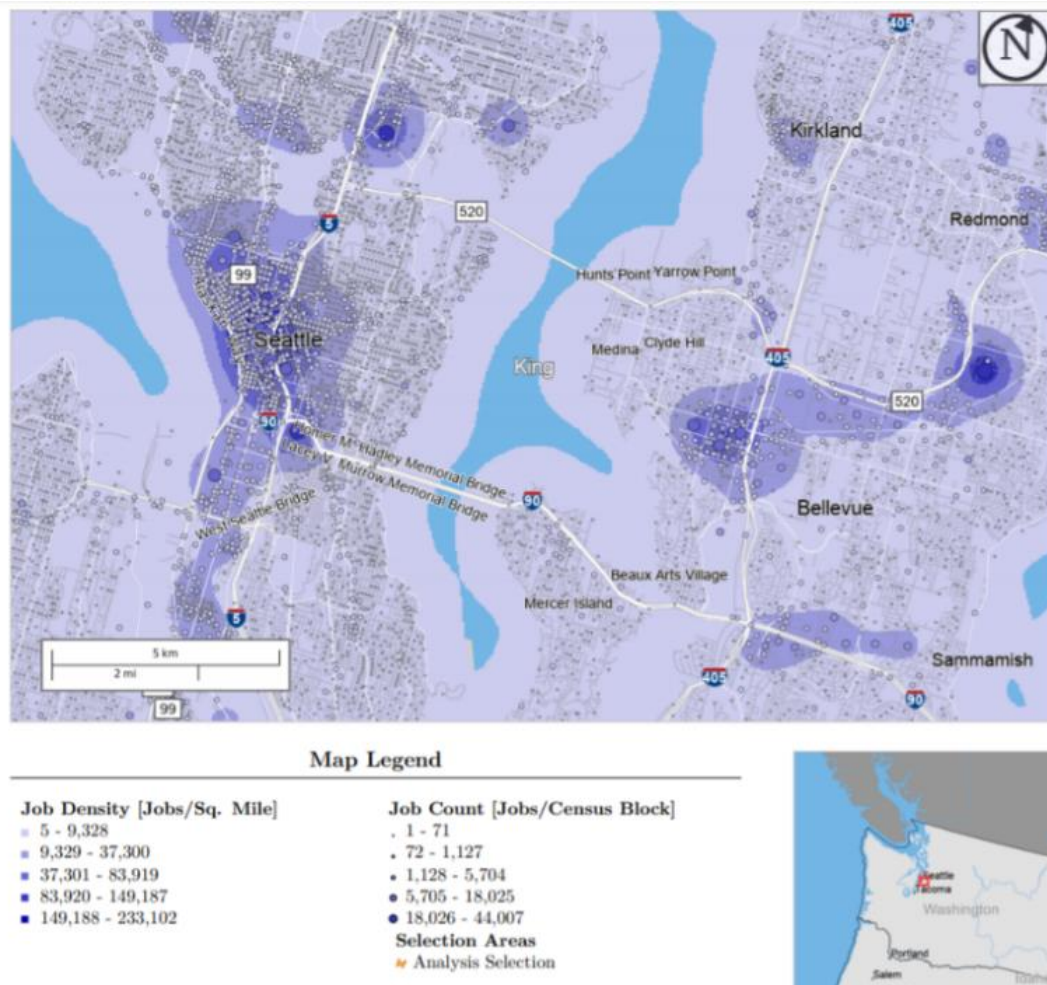 405
N
Kirkland
Redmond
520
5
99
Hunts Point Yarrow Point
Seattle
Medina Clyde Hill
King
405
520
90
Homer M. Hadley Memorial Bridge
Lacey V. Murrow Memorial Bridge
West Seattle Bridge
90
Bellevue
Beaux Arts Village
Mercer Island
5
5 km
2 mi
Sammamish
405
90
99
Map Legend
Job Density [Jobs/Sq. Mile]
5 - 9,328
9,329 - 37,300
37,301 - 83,919
83,920 - 149,187
149,188 - 233,102
Job Count [Jobs/Census Block]
1 - 71
72 - 1,127
1,128 - 5,704
5,705 - 18,025
18,026 - 44,007
Selection Areas
Analysis Selection
Seattle
Tacoma
Washington
Portland
Salem
Idaho